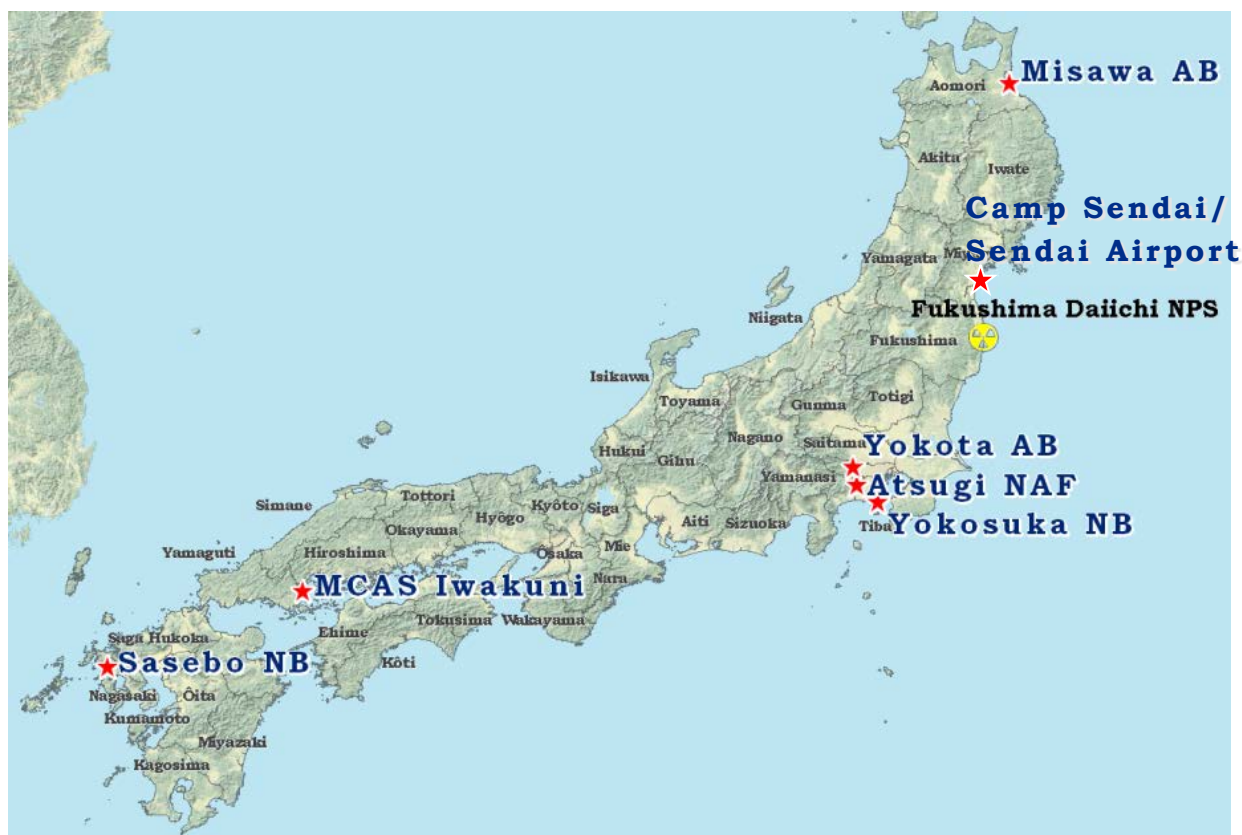 Misawa AB
Aomori
Akita
Iwate
Camp Sendai/
Sendai Airport
Yamagata
Miy
Fukushima Daiichi NPS
Niigata
Fukushima
Isikawa
Toyama
Gunma
Totigi
Nagano
Saitama
Yokota AB
Hukui
Gihu
Yamanasi
Atsugi NAF
Simane
Tottori
Kyôto
Siga
Aiti
Sizuoka
Tiba
Yokosuka NB
Okayama
Hyôgo
Yamaguti
Hiroshima
Ôsaka
Mie
MCAS Iwakuni
Nara
Ehime
Tokusima
Wakayama
Saga
Hukoka
Sasebo NB
Kôti
Nagasaki
Ôita
Kumamoto
Miyazaki
Kagosima